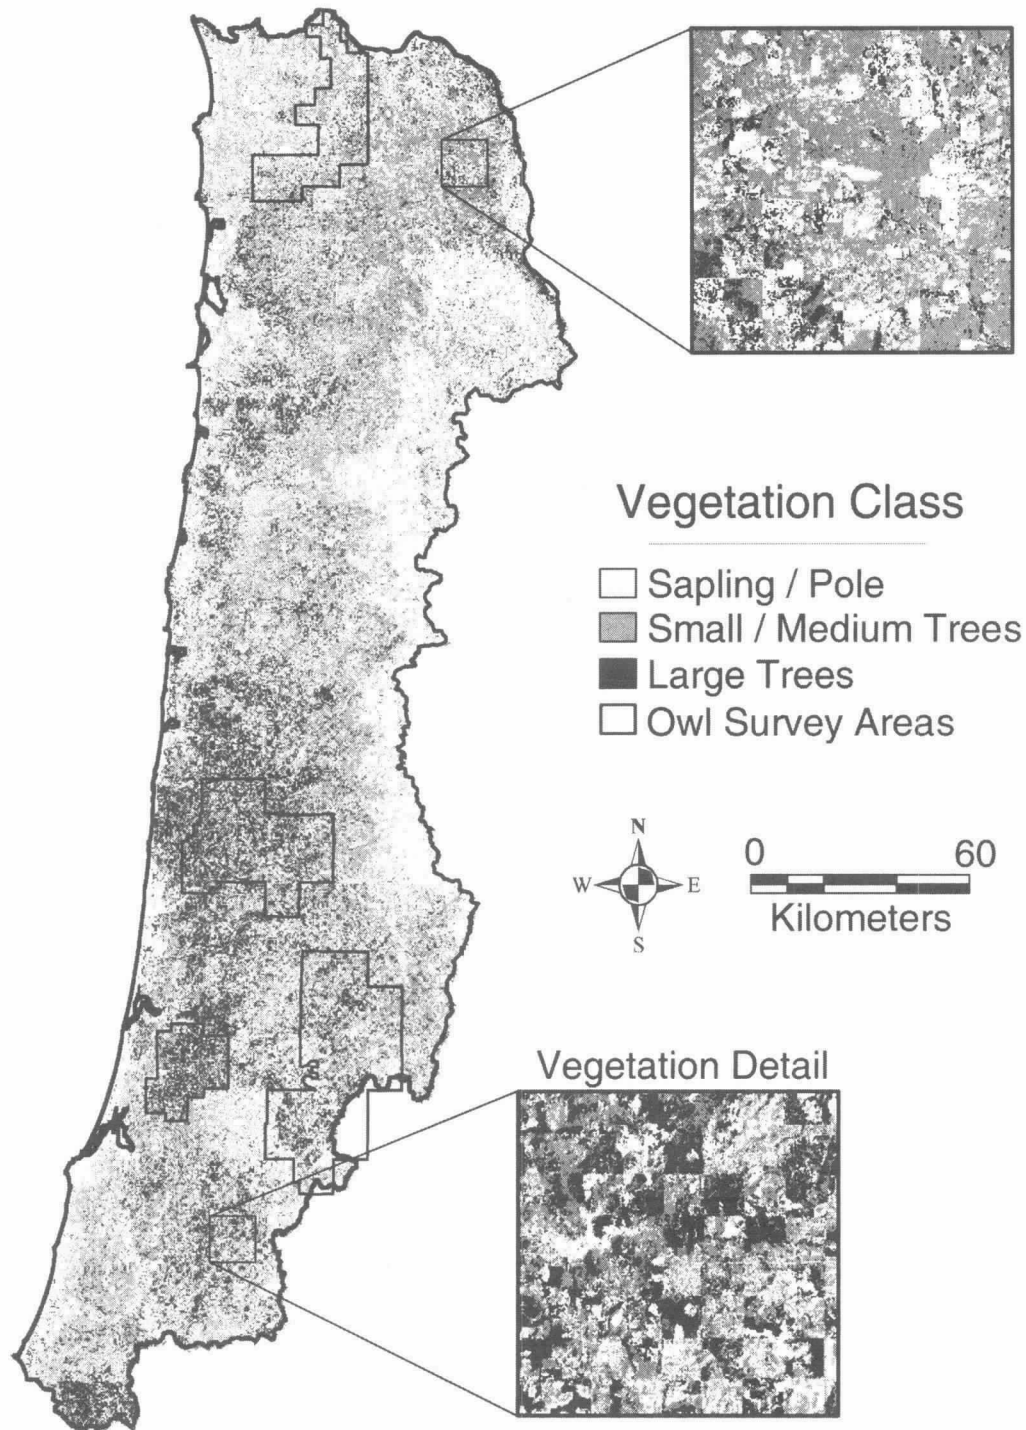 Vegetation Class
Sapling / Pole
Small / Medium Trees
Large Trees
Owl Survey Areas
N
W E
S
0 60
Kilometers
Vegetation Detail